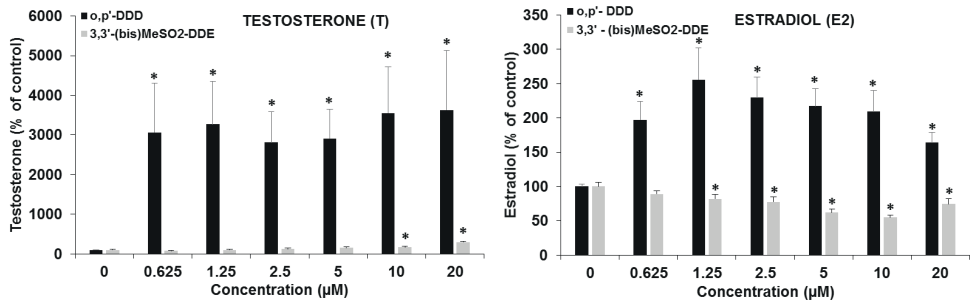 TESTOSTERONE (T)
o,p'-DDD
3,3'-(bis)MeSO2-DDE
Testosterone (% of control)
6000
5000
4000
3000
2000
1000
0
* * * * * * * *
0 0.625 1.25 2.5 5 10 20
Concentration (µM)
ESTRADIOL (E2)
o,p'- DDD
3,3' - (bis)MeSO2-DDE
Estradiol (% of control)
350
300
250
200
150
100
50
0
* * * * * * * * * * *
0 0.625 1.25 2.5 5 10 20
Concentration (µM)